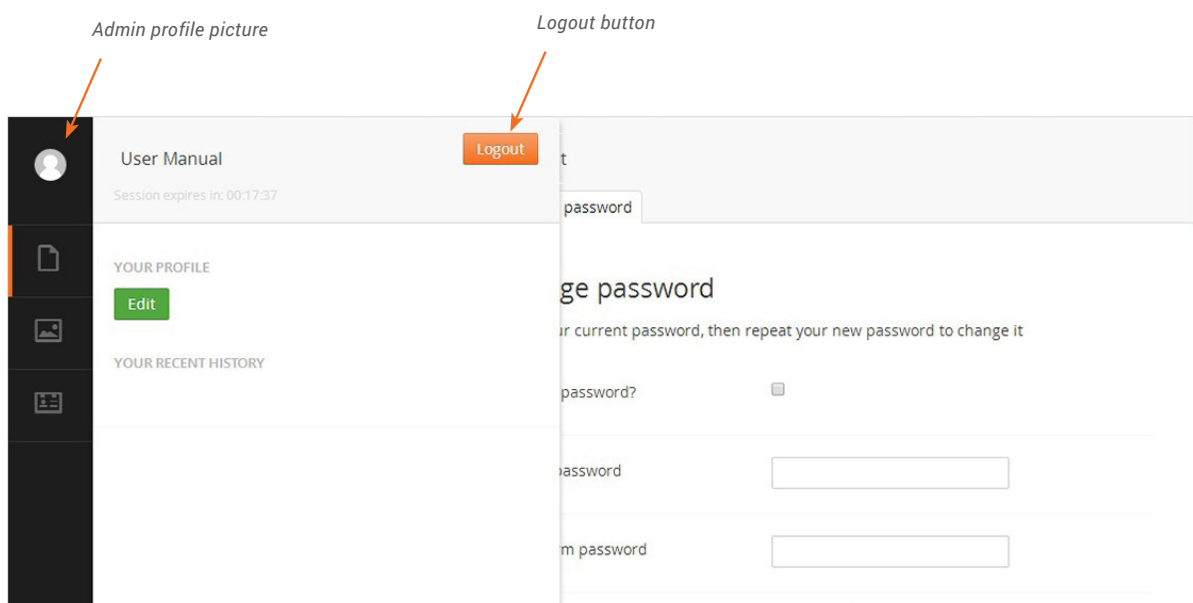 Admin profile picture
Logout button
User Manual
Logout
t
Session expires in: 00:17:37
password
YOUR PROFILE
Edit
ge password
ur current password, then repeat your new password to change it
YOUR RECENT HISTORY
password?
password
m password